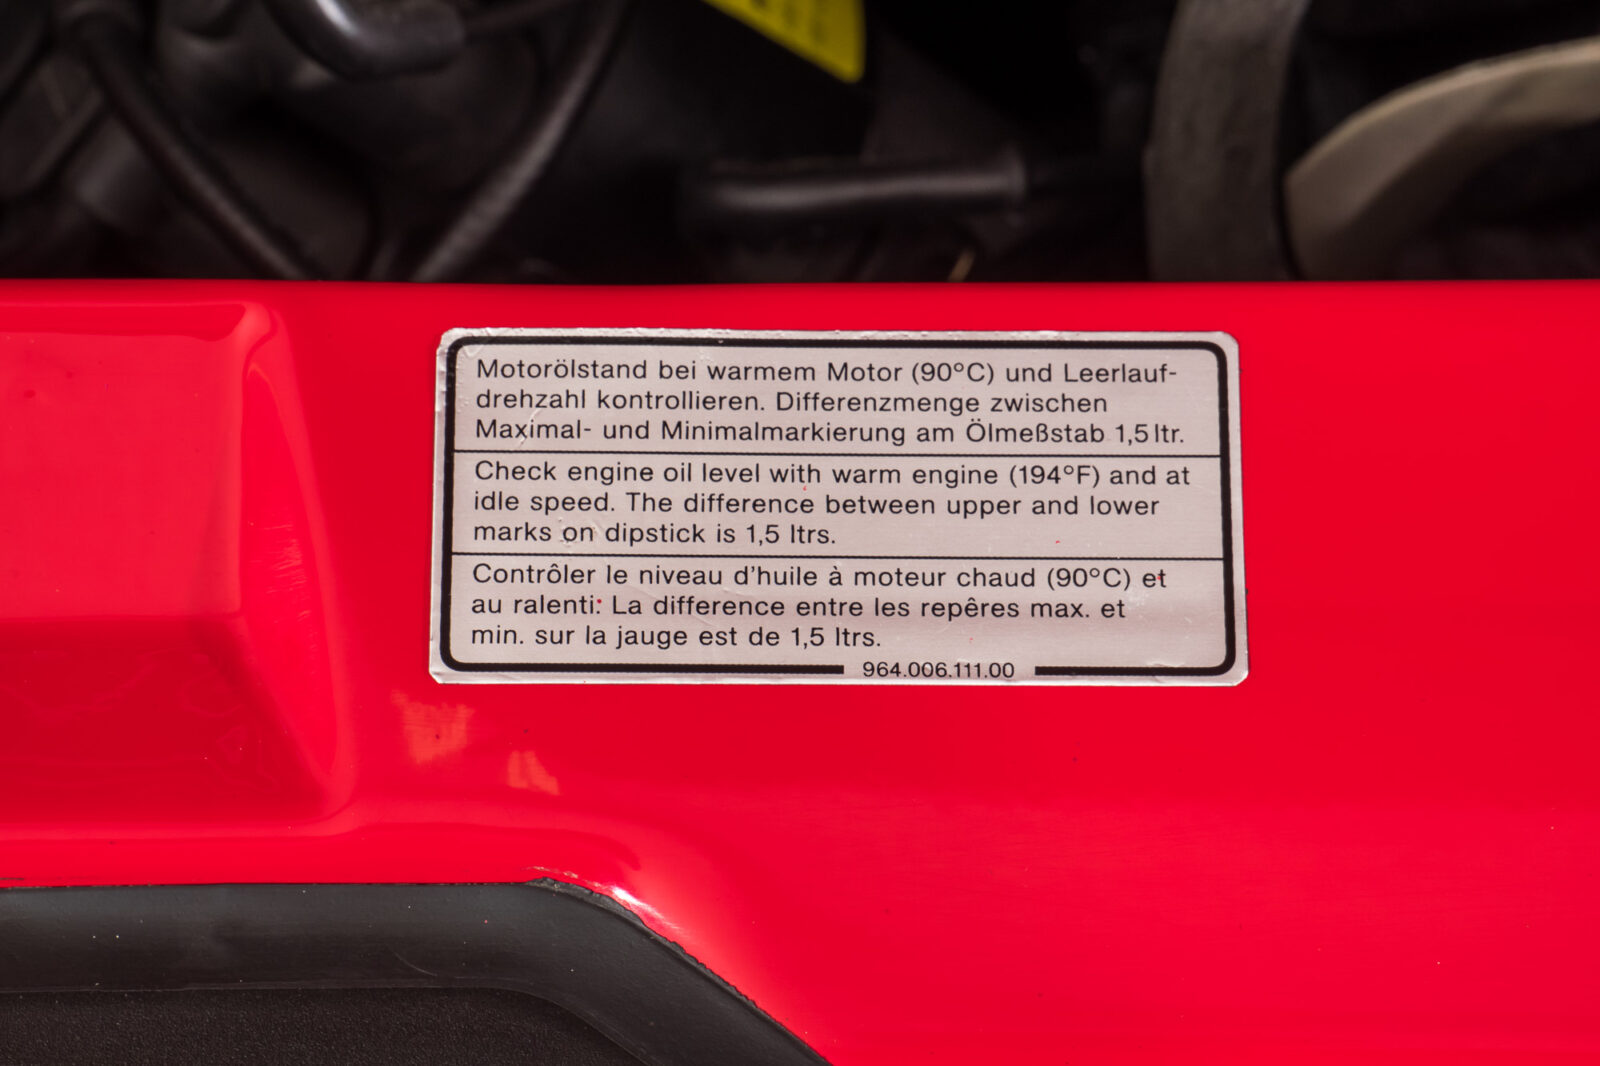 Motorölstand bei warmem Motor (90°C) und Leerlauf-
drehzahl kontrollieren. Differenzmenge zwischen
Maximal- und Minimalmarkierung am Ölmeßstab 1,5 ltr.
Check engine oil level with warm engine (194°F) and at
idle speed. The difference between upper and lower
marks on dipstick is 1,5 ltrs.
Contrôler le niveau d'huile à moteur chaud (90°C) et
au ralenti: La difference entre les repêres max. et
min. sur la jauge est de 1,5 ltrs.
964.006.111.00